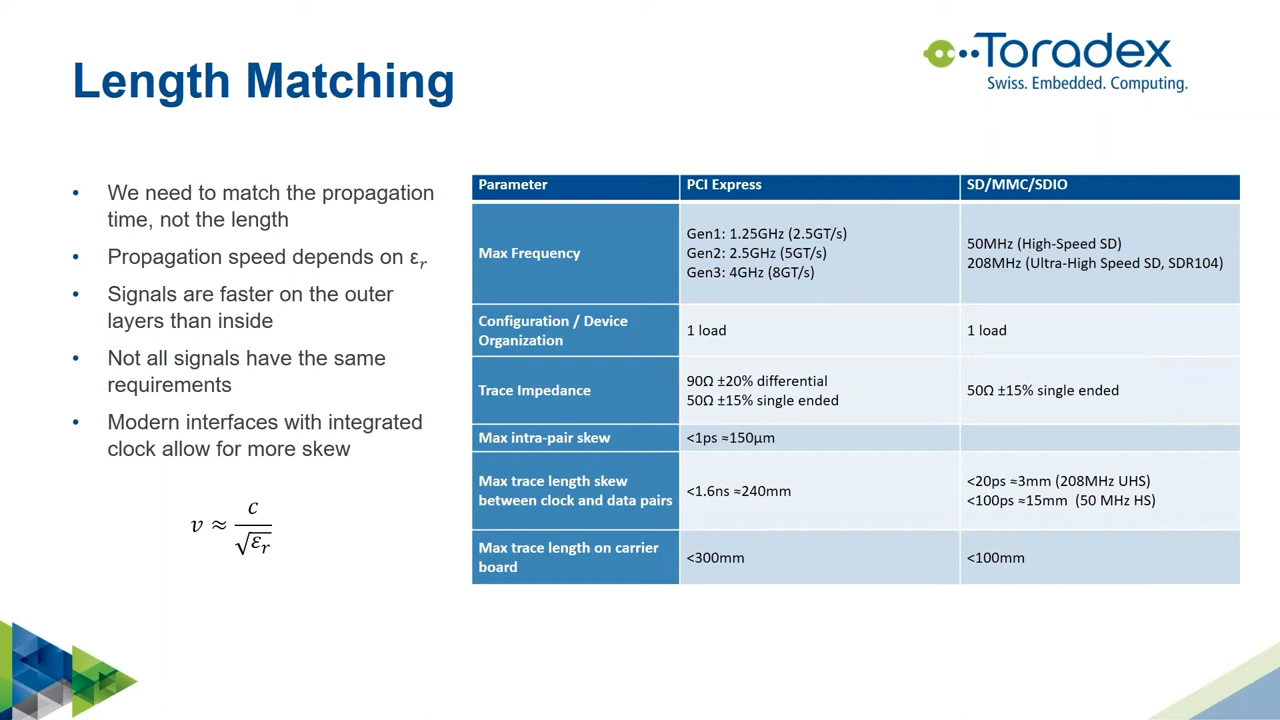 Length Matching
Toradex
Swiss. Embedded. Computing.
• We need to match the propagation
time, not the length
• Propagation speed depends on εᵣ
• Signals are faster on the outer
layers than inside
• Not all signals have the same
requirements
• Modern interfaces with integrated
clock allow for more skew
v ≈ c / √εᵣ
Parameter PCI Express SD/MMC/SDIO
Max Frequency
Gen1: 1.25GHz (2.5GT/s)
Gen2: 2.5GHz (5GT/s)
Gen3: 4GHz (8GT/s)
50MHz (High-Speed SD)
208MHz (Ultra-High Speed SD, SDR104)
Configuration / Device
Organization
1 load
1 load
Trace Impedance
90Ω ±20% differential
50Ω ±15% single ended
50Ω ±15% single ended
Max intra-pair skew
<1ps ≈150μm
Max trace length skew
between clock and data pairs
<1.6ns ≈240mm
<20ps ≈3mm (208MHz UHS)
<100ps ≈15mm (50 MHz HS)
Max trace length on carrier
board
<300mm
<100mm